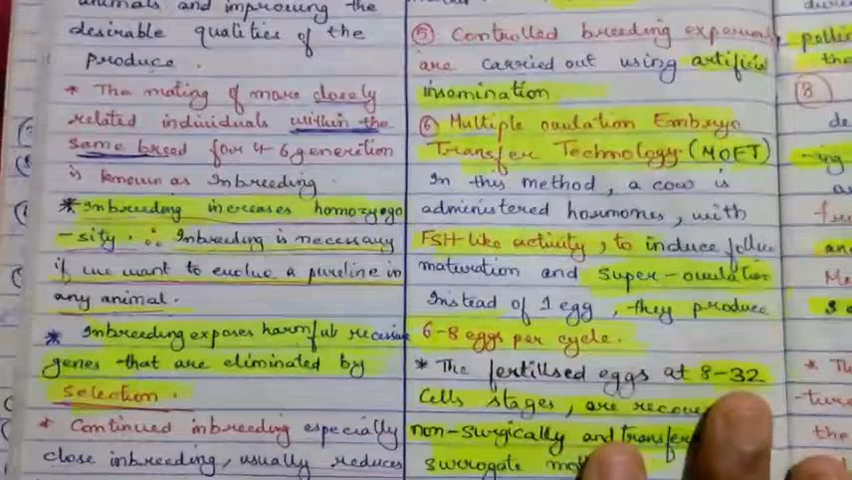 animals and improving the
desirable qualities of the
produce.
* The mating of more closely
related individuals within the
same breed for 4-6 generation
is known as Inbreeding.
* Inbreeding increases homozygo
-sity. ∴ Inbreeding is necessary
if we want to evolve a pureline in
any animal.
* Inbreeding exposes harmful recessive
genes that are eliminated by
selection.
* Continued inbreeding especially
close inbreeding, usually reduces
⑤ Controlled breeding
are carried out using
insemination
⑥ Multiple ovulation Embryo
Transfer Technology (MOET)
In this method, a cow is
administered hormones, with
FSH-like activity, to induce
maturation and super-ovulation
Instead of 1 egg, they produce
6-8 eggs per cycle.
* The fertilised eggs at 8-32
Cells stages, are
non-surgically and
surrogate
⑧
* Th
the